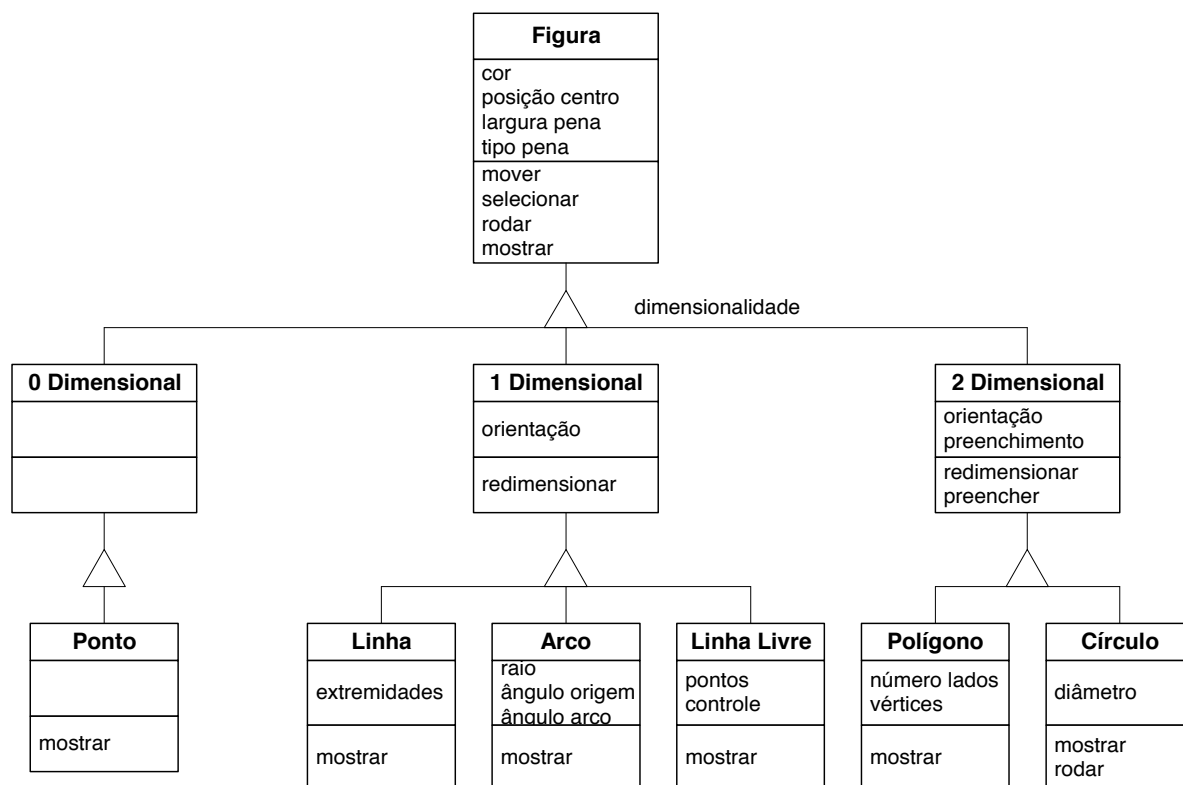 Figura
cor
posição centro
largura pena
tipo pena
mover
selecionar
rodar
mostrar
dimensionalidade
0 Dimensional
1 Dimensional
orientação
redimensionar
2 Dimensional
orientação
preenchimento
redimensionar
preencher
Ponto
mostrar
Linha
extremidades
mostrar
Arco
raio
ângulo origem
ângulo arco
mostrar
Linha Livre
pontos
controle
mostrar
Polígono
número lados
vértices
mostrar
Círculo
diâmetro
mostrar
rodar